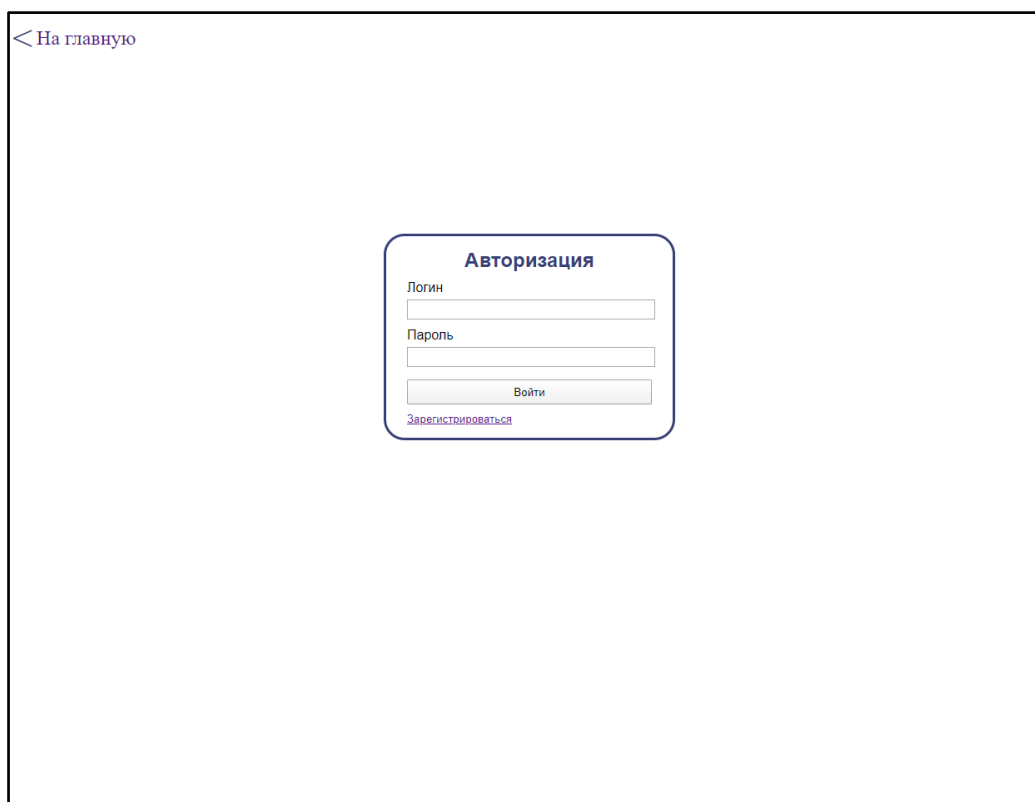 < На главную
Авторизация
Логин
Пароль
Войти
Зарегистрироваться